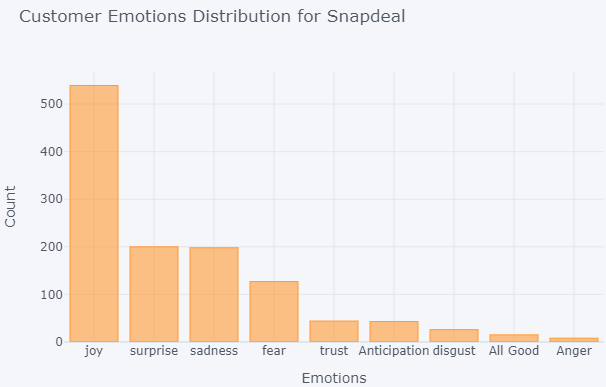 Customer Emotions Distribution for Snapdeal
500
400
300
200
100
0
Count
joy surprise sadness fear trust Anticipation disgust All Good Anger
Emotions